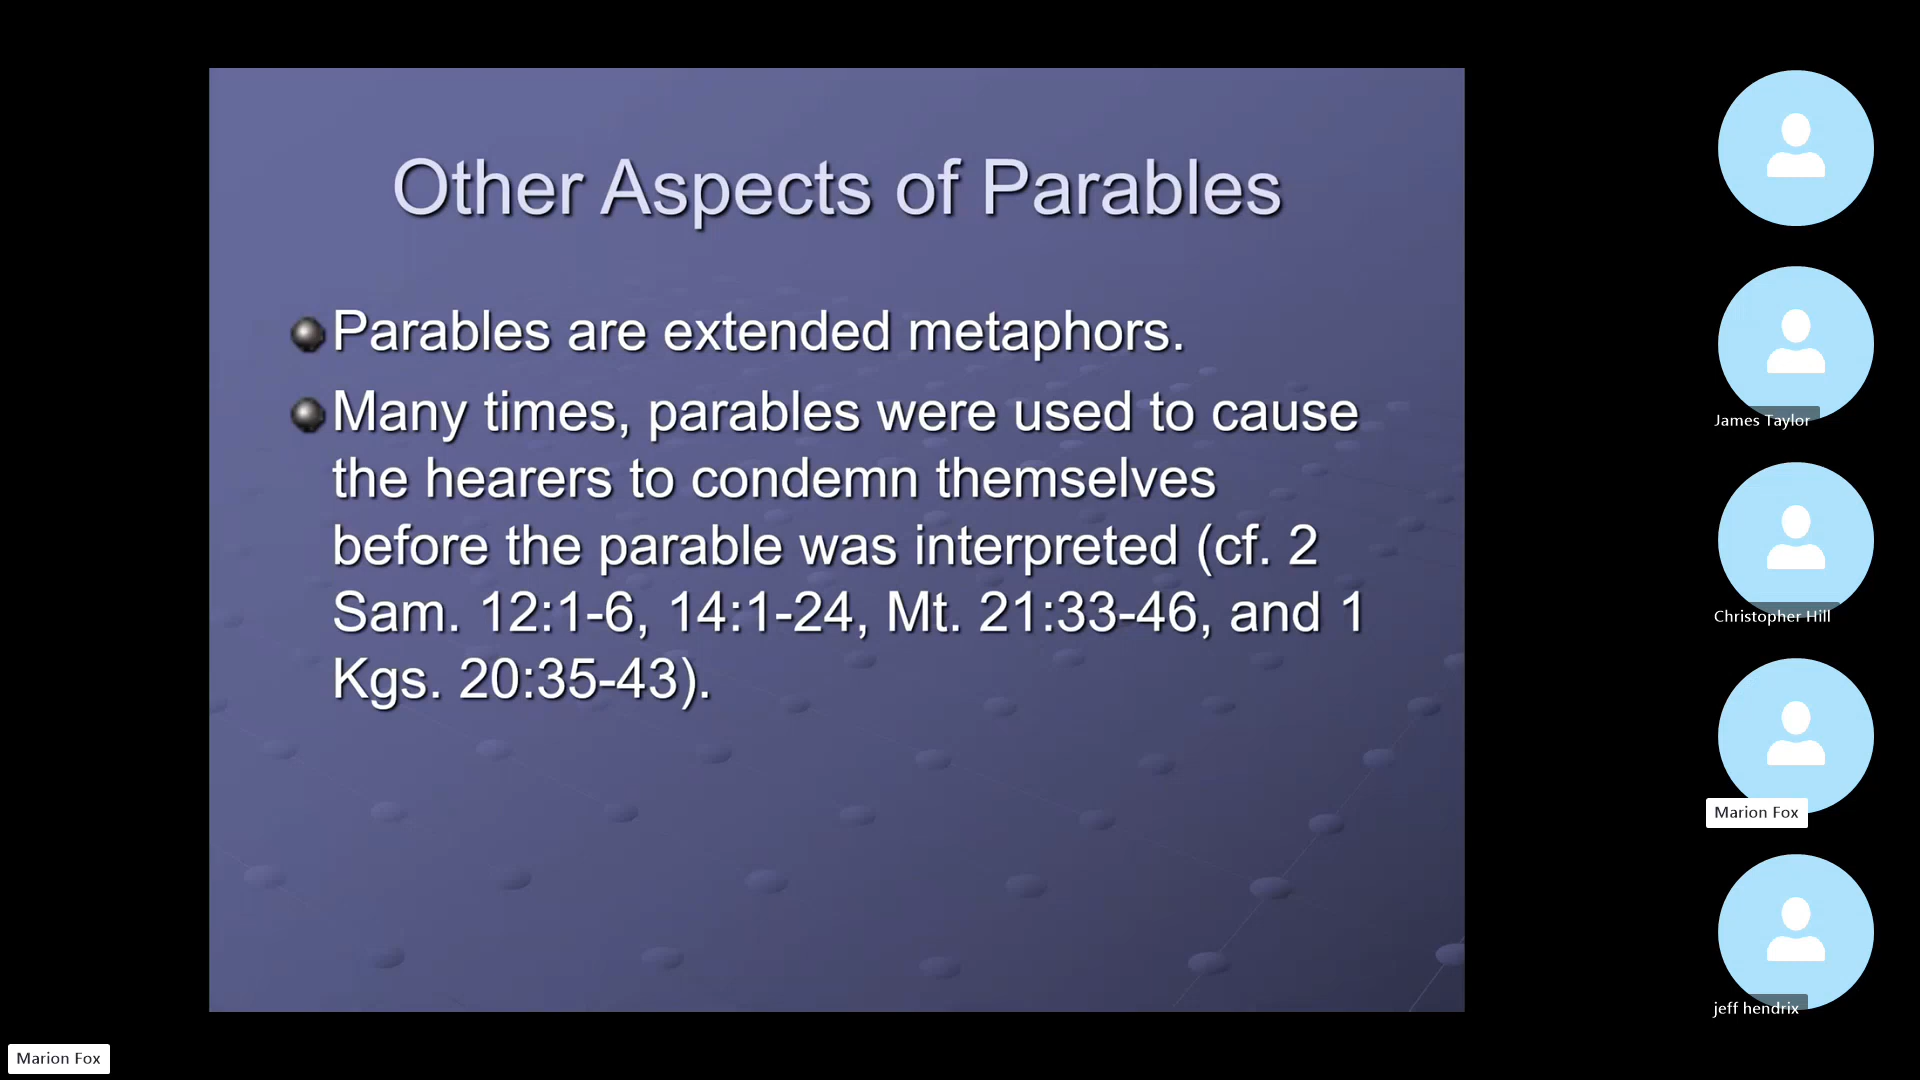 Other Aspects of Parables
Parables are extended metaphors.
Many times, parables were used to cause
the hearers to condemn themselves
before the parable was interpreted (cf. 2
Sam. 12:1-6, 14:1-24, Mt. 21:33-46, and 1
Kgs. 20:35-43).
James Taylor
Christopher Hill
Marion Fox
jeff hendrix
Marion Fox